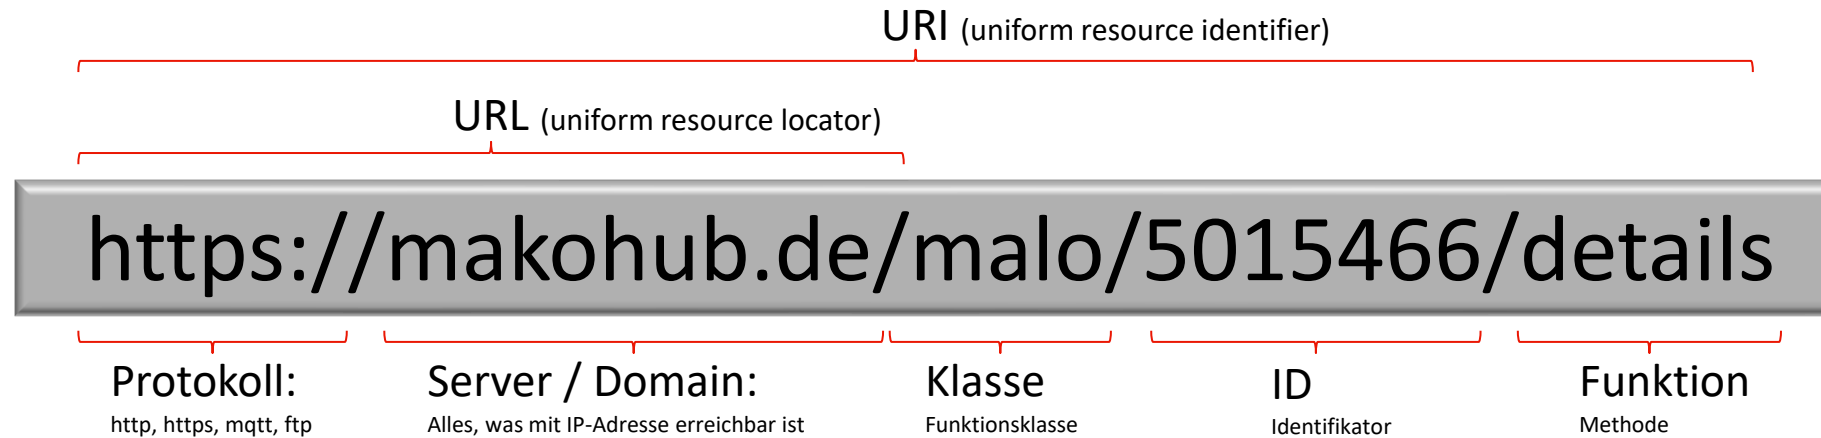 URI (uniform resource identifier)
URL (uniform resource locator)
https://makohub.de/malo/5015466/details
Protokoll:
http, https, mqtt, ftp
Server / Domain:
Alles, was mit IP-Adresse erreichbar ist
Klasse
Funktionsklasse
ID
Identifikator
Funktion
Methode